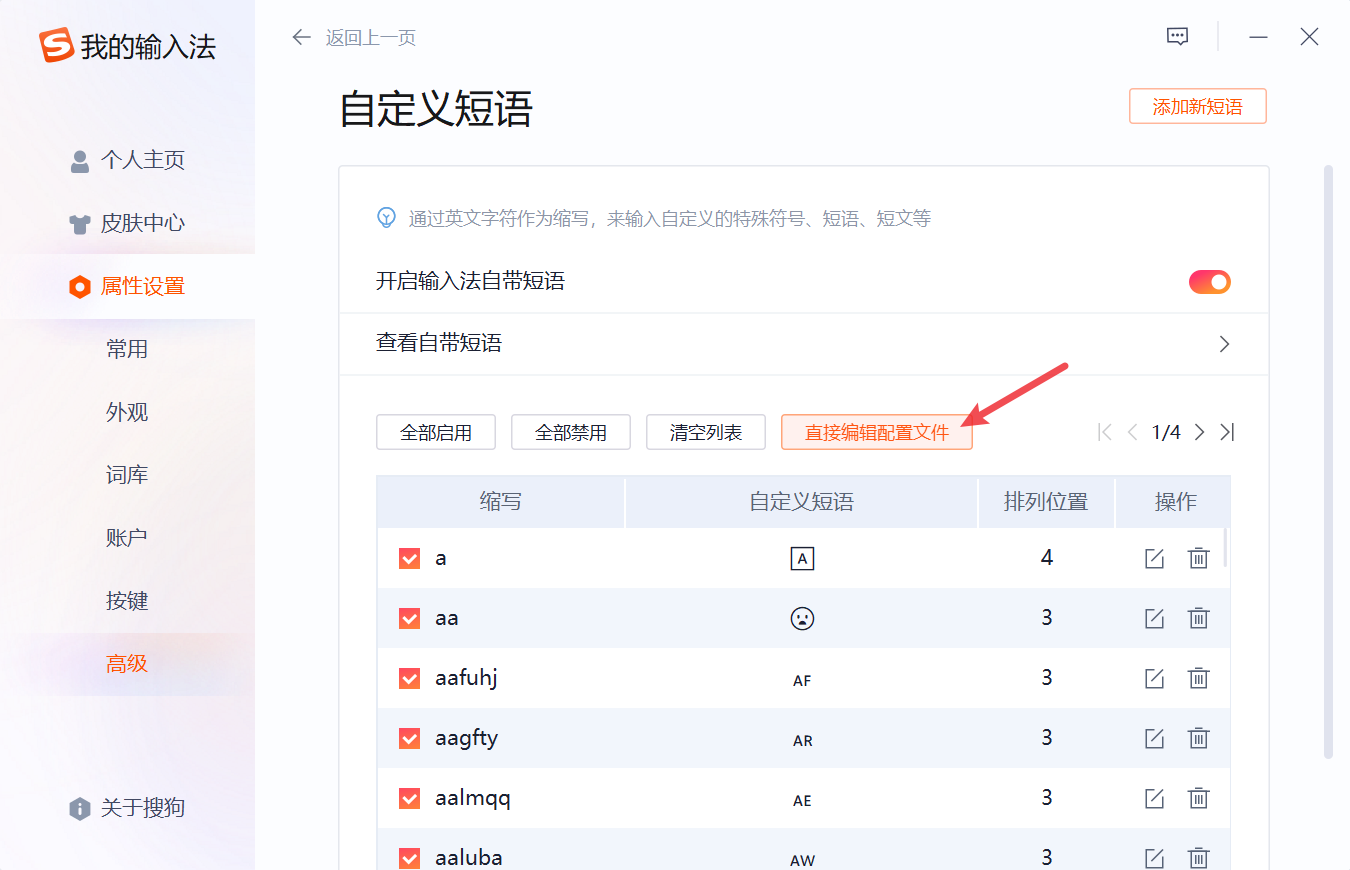 我的输入法
返回上一页
自定义短语
添加新短语
个人主页
皮肤中心
属性设置
常用
外观
词库
账户
按键
高级
关于搜狗
通过英文字符作为缩写，来输入自定义的特殊符号、短语、短文等
开启输入法自带短语
查看自带短语
全部启用 全部禁用 清空列表 直接编辑配置文件 1/4
缩写 自定义短语 排列位置 操作
a 🄰 4
aa 3
aafuhj AF 3
aagfty AR 3
aalmqq AE 3
aaluba AW 3